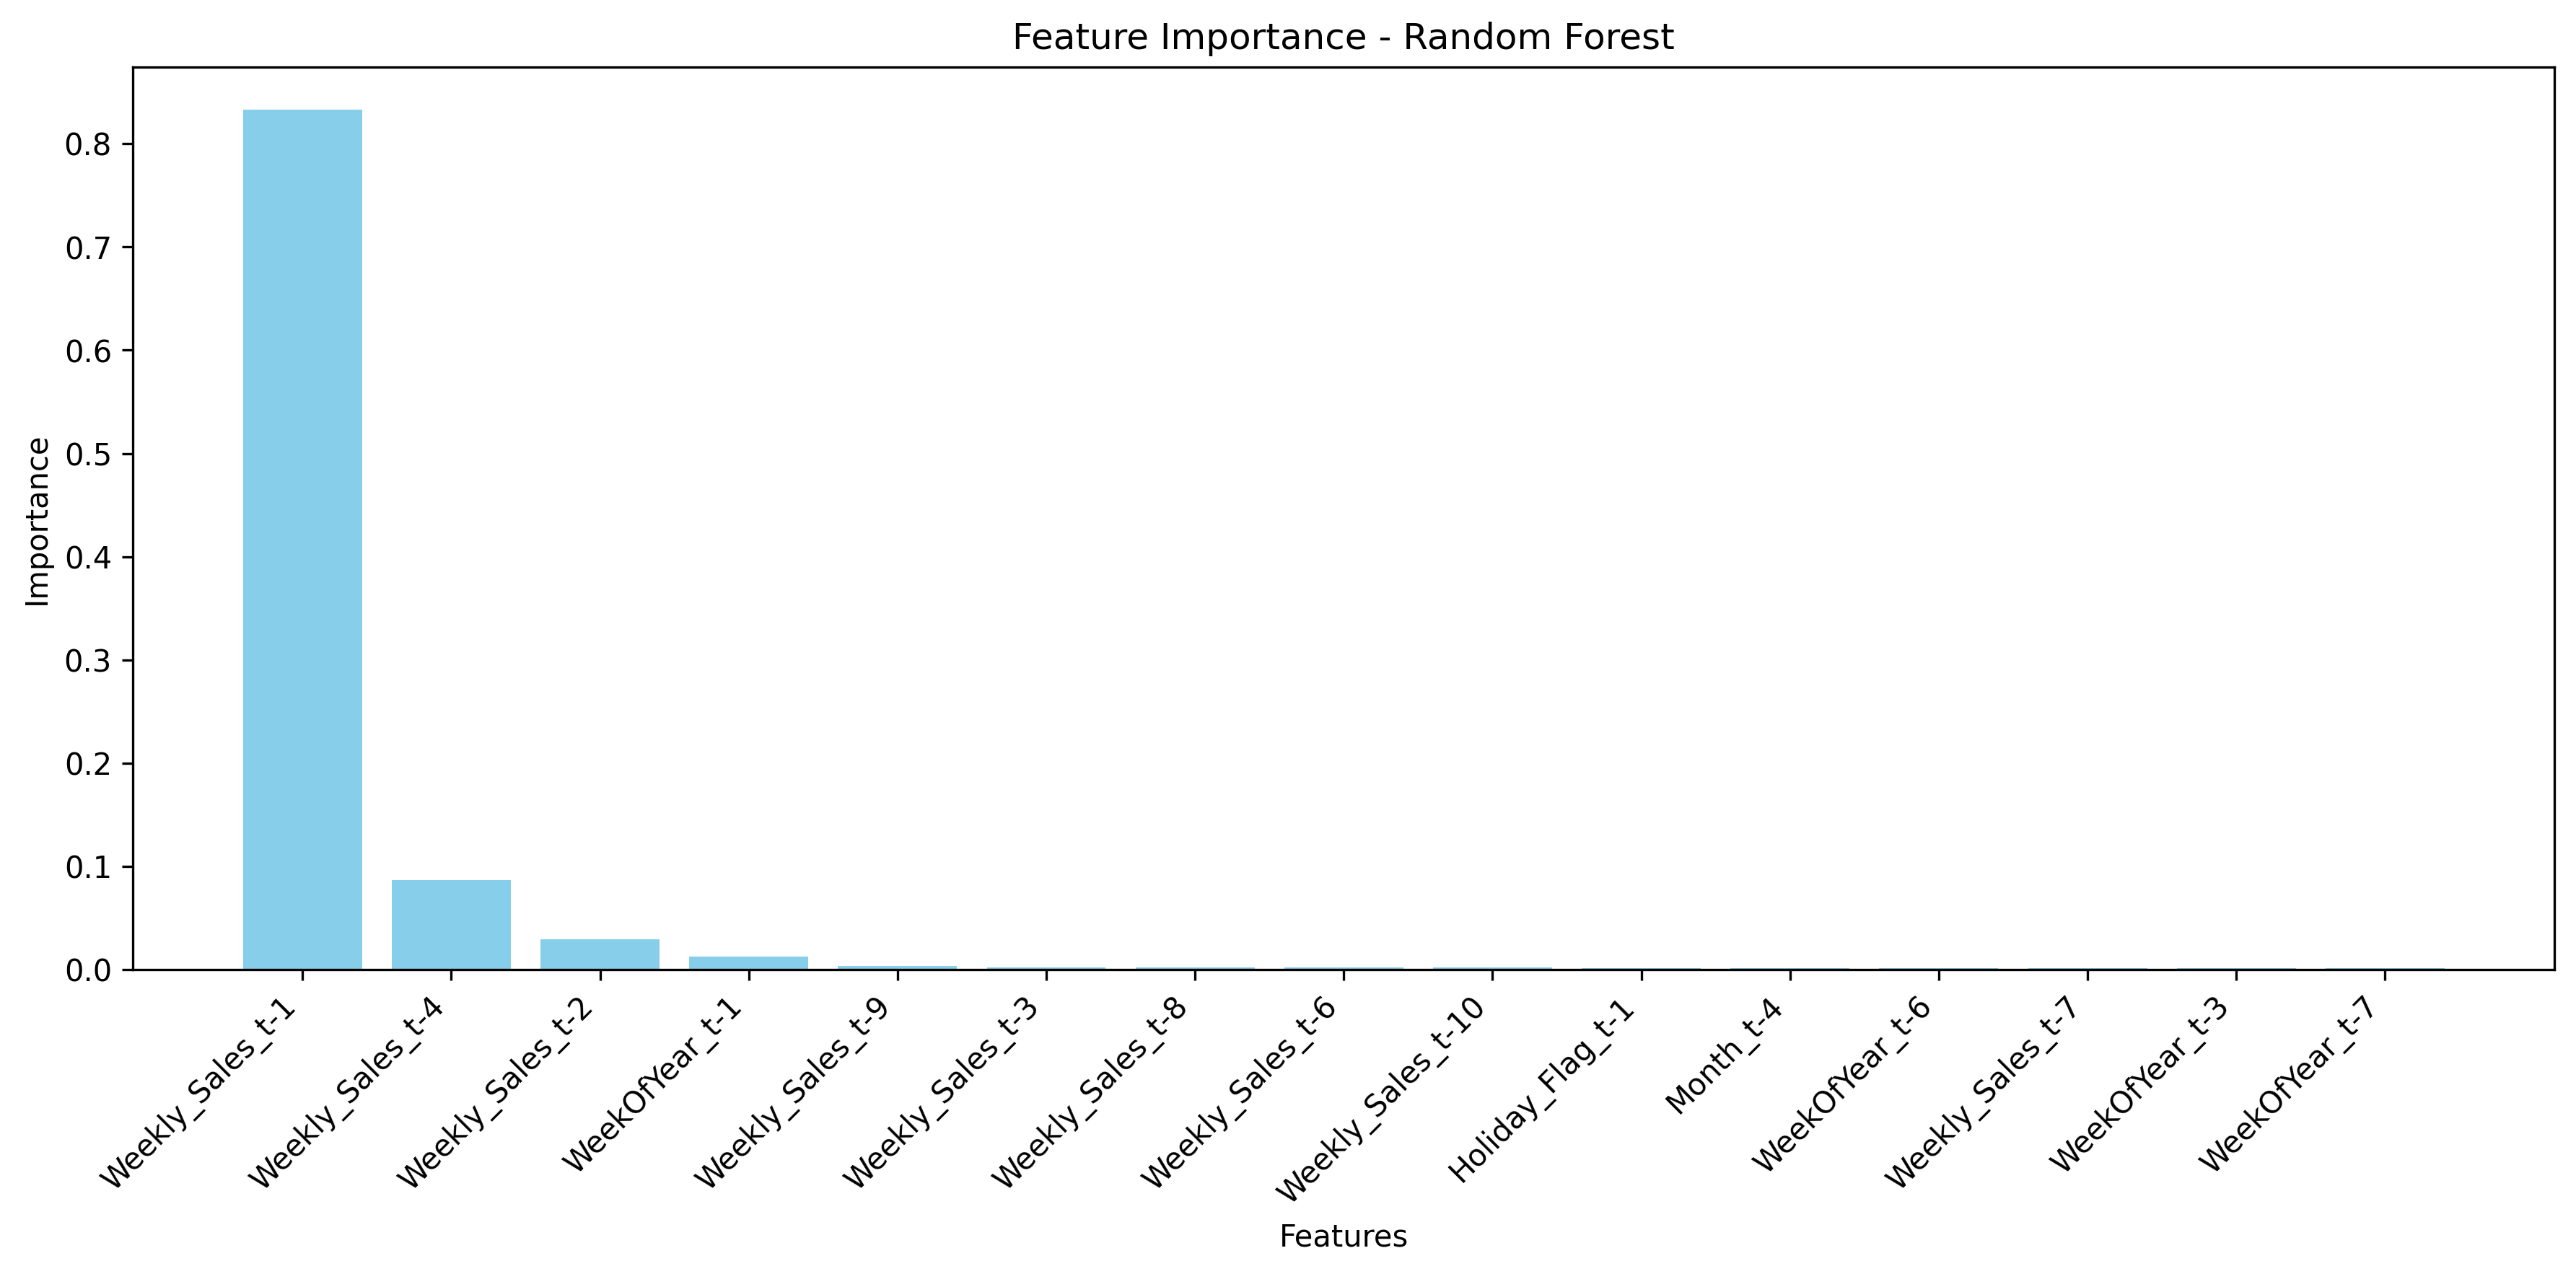 Feature Importance - Random Forest
Importance
0.8
0.7
0.6
0.5
0.4
0.3
0.2
0.1
0.0
Weekly_Sales_t-1
Weekly_Sales_t-4
Weekly_Sales_t-2
WeekOfYear_t-1
Weekly_Sales_t-9
Weekly_Sales_t-3
Weekly_Sales_t-8
Weekly_Sales_t-6
Weekly_Sales_t-10
Holiday_Flag_t-1
Month_t-4
WeekOfYear_t-6
Weekly_Sales_t-7
WeekOfYear_t-3
WeekOfYear_t-7
Features